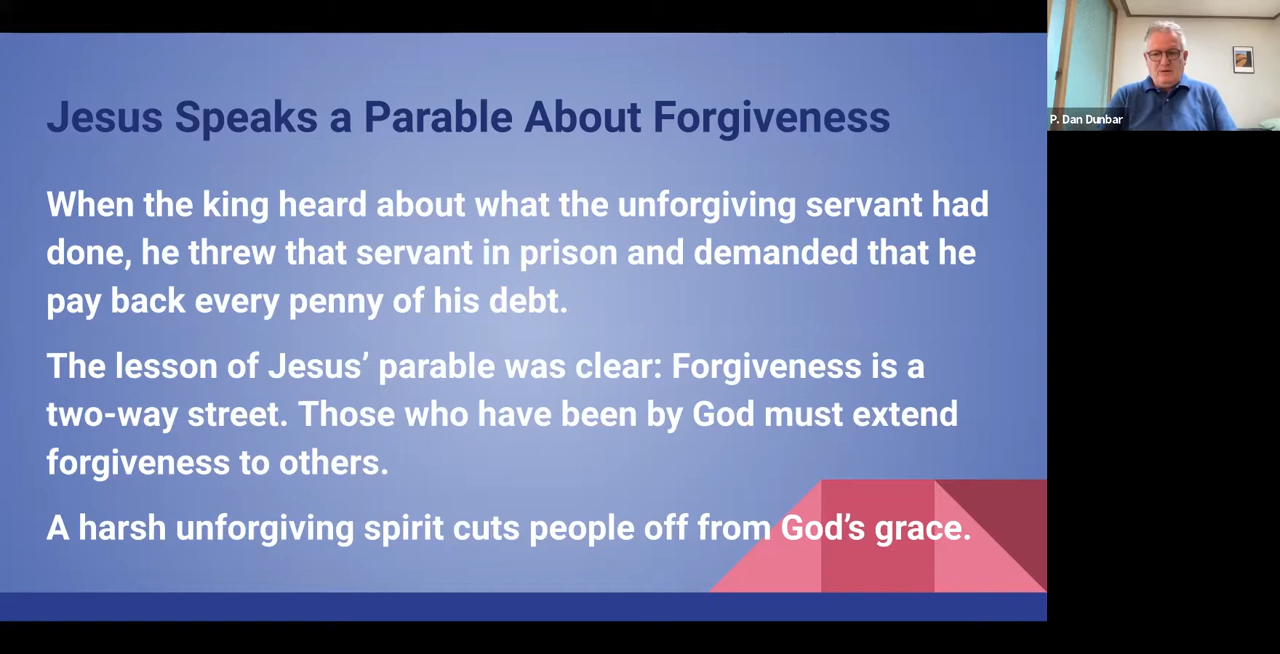 Jesus Speaks a Parable About Forgiveness
When the king heard about what the unforgiving servant had
done, he threw that servant in prison and demanded that he
pay back every penny of his debt.
The lesson of Jesus’ parable was clear: Forgiveness is a
two-way street. Those who have been by God must extend
forgiveness to others.
A harsh unforgiving spirit cuts people off from God’s grace.
P. Dan Dunbar